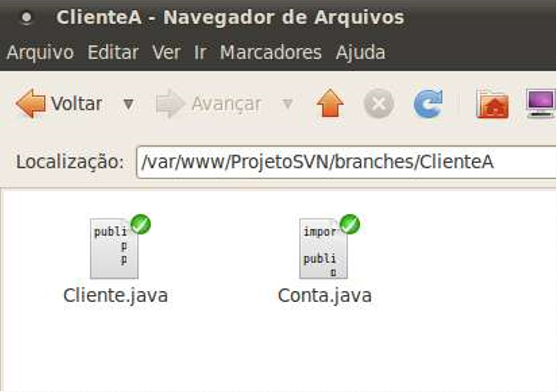 ClienteA - Navegador de Arquivos
Arquivo Editar Ver Ir Marcadores Ajuda
Voltar Avançar
Localização: /var/www/ProjetoSVN/branches/ClienteA
publi
p
p
Cliente.java
impor
publi
p
Conta.java